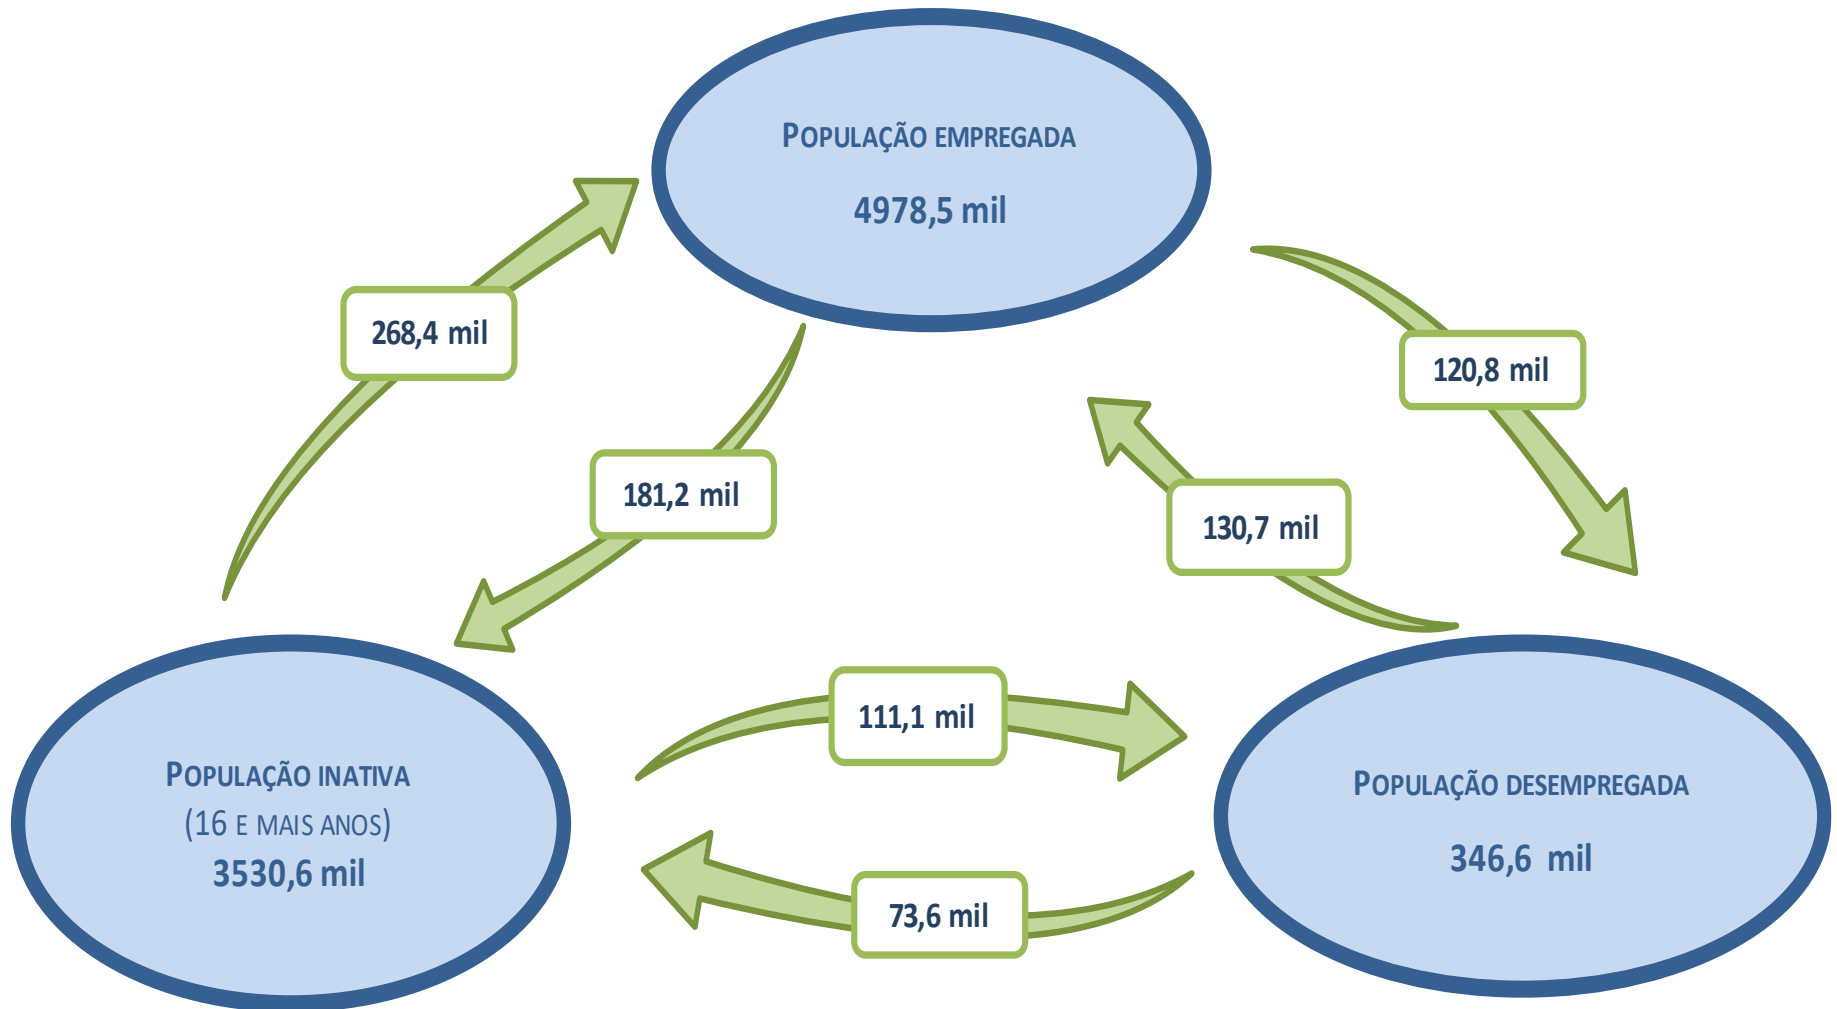 POPULAÇÃO EMPREGADA
4978,5 mil
268,4 mil
120,8 mil
181,2 mil
130,7 mil
111,1 mil
POPULAÇÃO INATIVA
(16 E MAIS ANOS)
3530,6 mil
POPULAÇÃO DESEMPREGADA
346,6 mil
73,6 mil